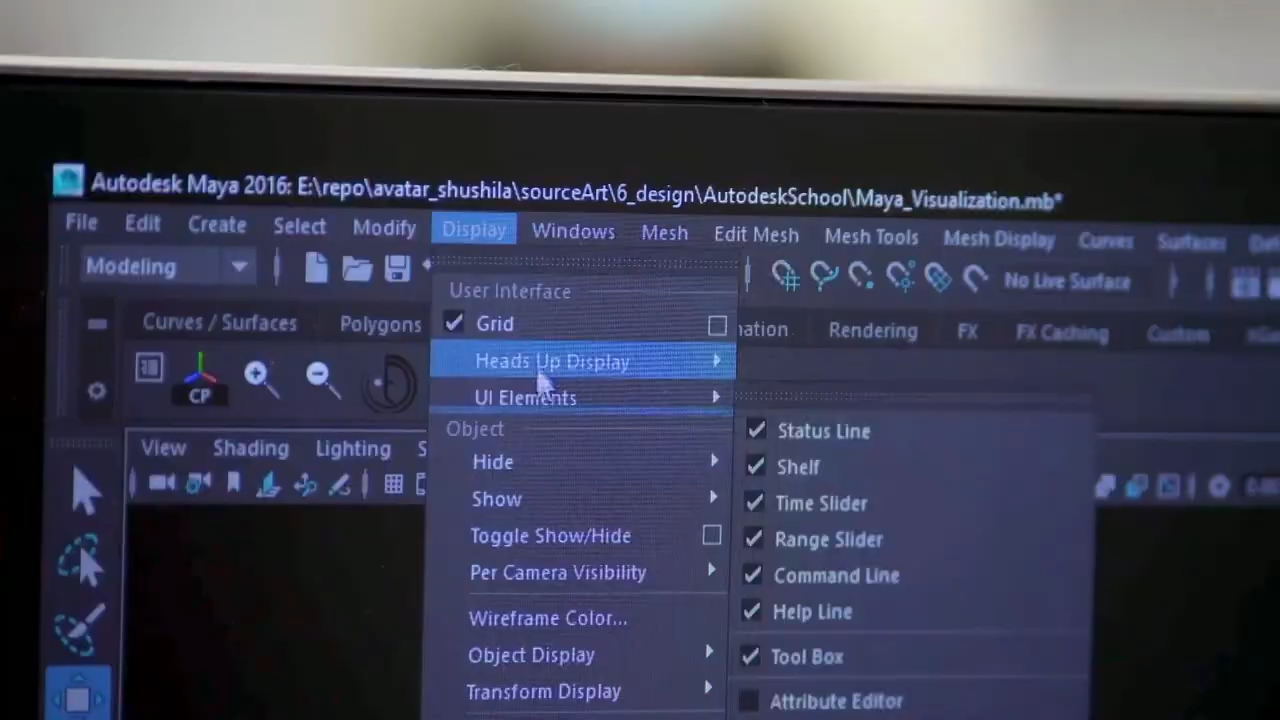 Autodesk Maya 2016: E:\repo\avatar_shushila\sourceArt\6_design\AutodeskSchool\Maya_Visualization.mb*
File Edit Create Select Modify Display Windows Mesh Edit Mesh Mesh Tools Mesh Display Curves Surfaces
Modeling No Live Surface
User Interface
Curves / Surfaces Polygons Grid Rendering FX FX Caching Custom
CP
Heads Up Display
UI Elements
View Shading Lighting
Object
Status Line
Hide
Shelf
Show
Time Slider
Toggle Show/Hide
Range Slider
Per Camera Visibility
Command Line
Wireframe Color...
Help Line
Object Display
Tool Box
Transform Display
Attribute Editor